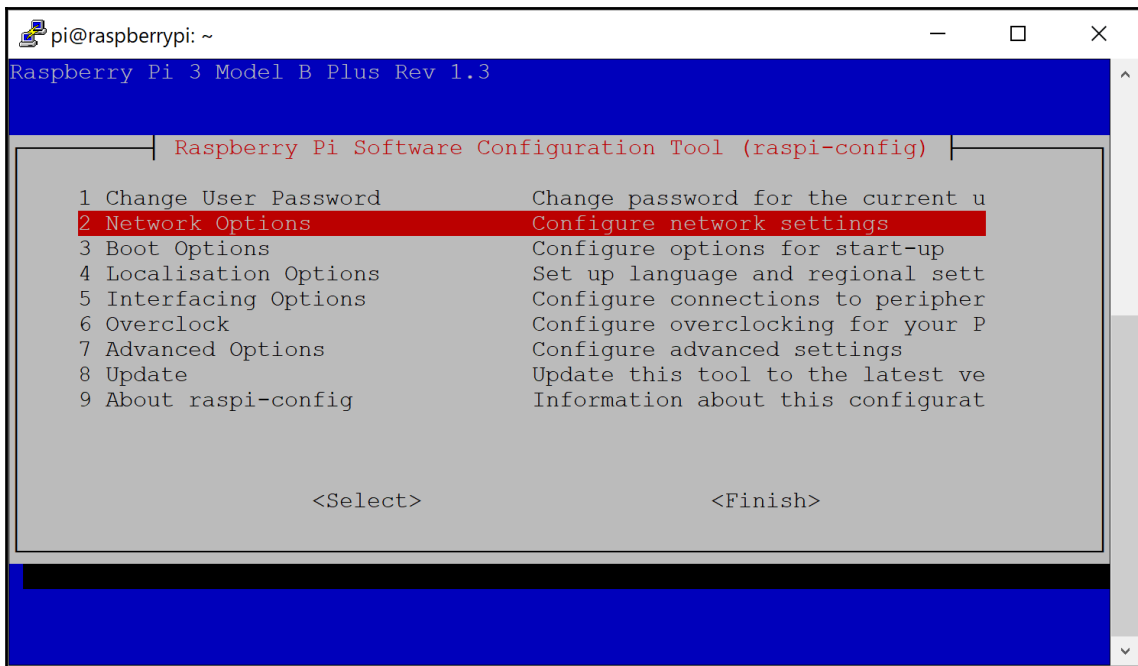 pi@raspberrypi: ~
Raspberry Pi 3 Model B Plus Rev 1.3
Raspberry Pi Software Configuration Tool (raspi-config)
1 Change User Password Change password for the current u
2 Network Options Configure network settings
3 Boot Options Configure options for start-up
4 Localisation Options Set up language and regional sett
5 Interfacing Options Configure connections to peripher
6 Overclock Configure overclocking for your P
7 Advanced Options Configure advanced settings
8 Update Update this tool to the latest ve
9 About raspi-config Information about this configurat
<Select> <Finish>